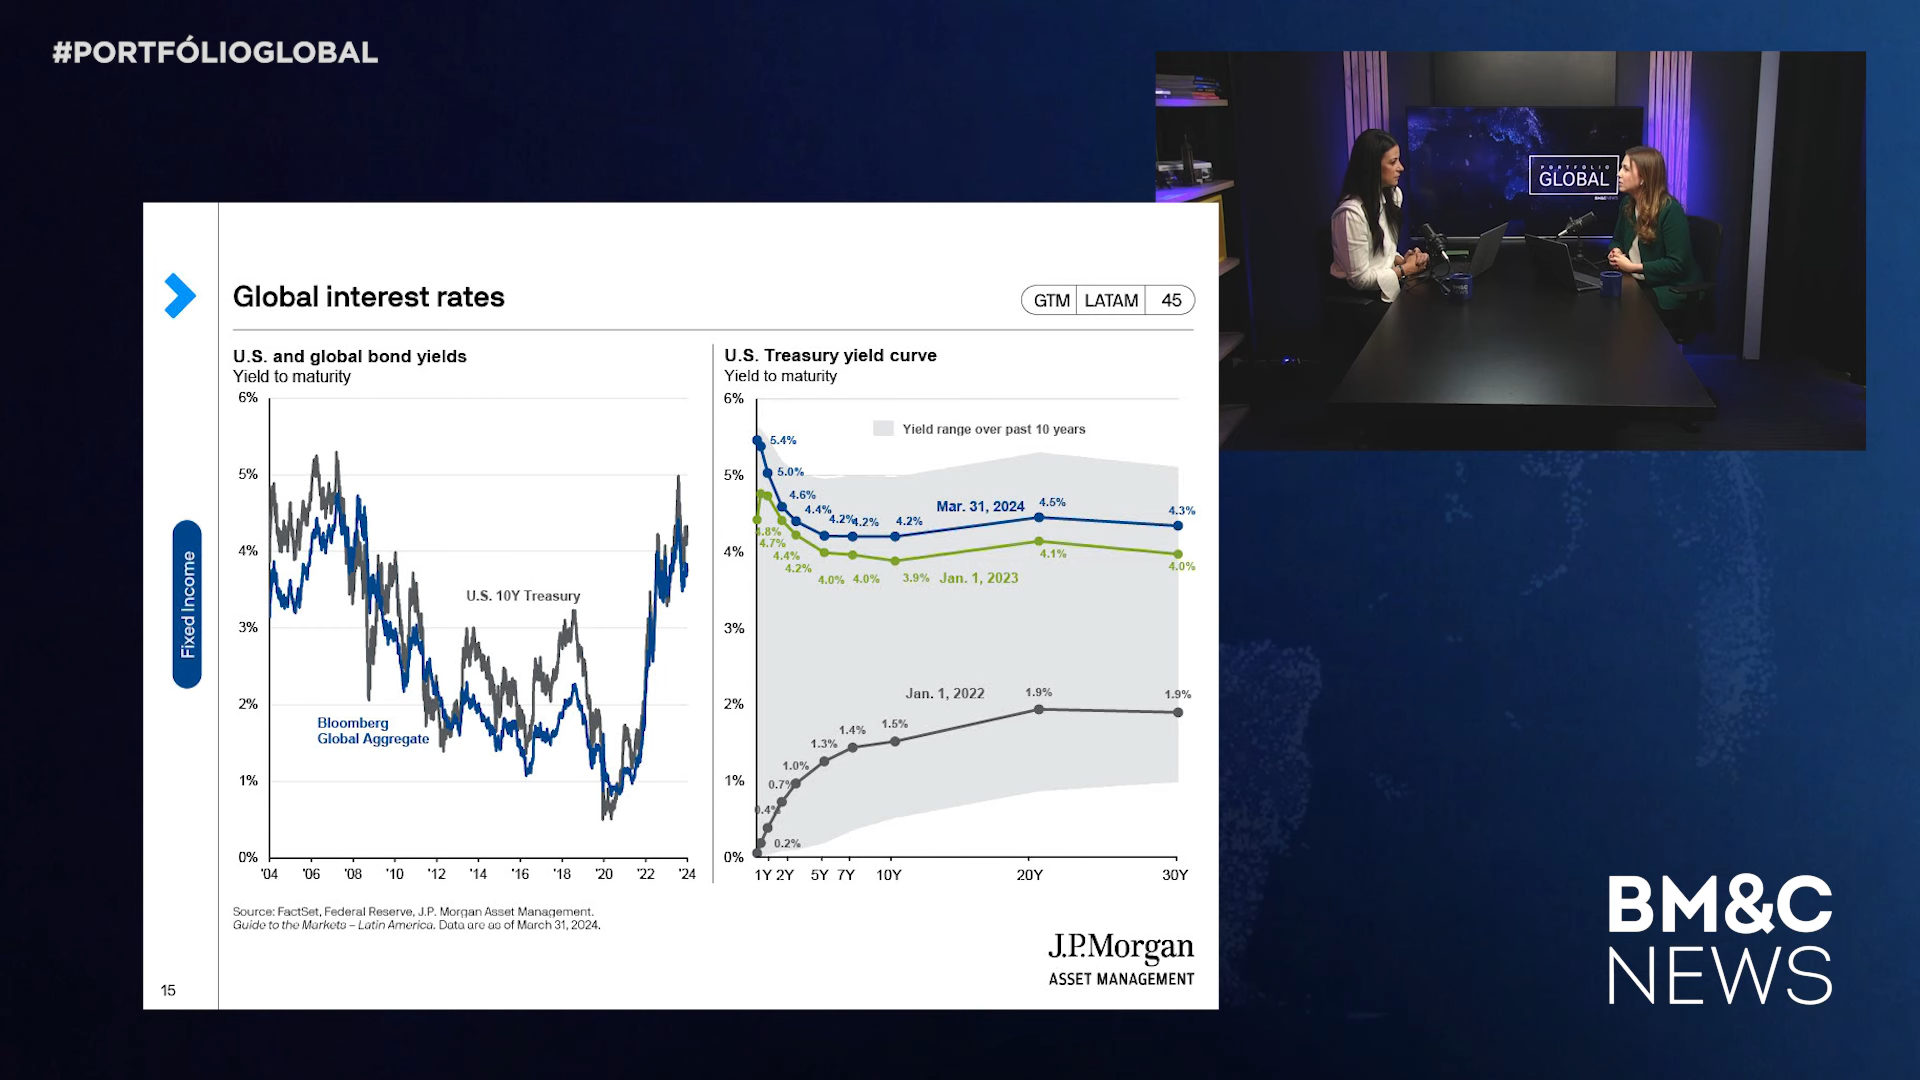 #PORTFÓLIOGLOBAL
PORTFOLIO
GLOBAL
BM&C NEWS
BM&C
NEWS
Global interest rates
GTM LATAM 45
Fixed Income
U.S. and global bond yields
Yield to maturity
6%
5%
4%
3%
2%
1%
0%
'04 '06 '08 '10 '12 '14 '16 '18 '20 '22 '24
U.S. 10Y Treasury
Bloomberg
Global Aggregate
U.S. Treasury yield curve
Yield to maturity
6%
5%
4%
3%
2%
1%
0%
1Y 2Y 5Y 7Y 10Y 20Y 30Y
Yield range over past 10 years
5.4%
5.0%
4.6%
4.4%
4.2%
4.2%
4.2%
Mar. 31, 2024
4.5%
4.3%
4.7%
4.4%
4.2%
4.0%
4.0%
3.9%
Jan. 1, 2023
4.1%
4.0%
Jan. 1, 2022
0.2%
0.4%
0.7%
1.0%
1.3%
1.4%
1.5%
1.9%
1.9%
Source: FactSet, Federal Reserve, J.P. Morgan Asset Management.
Guide to the Markets – Latin America. Data are as of March 31, 2024.
J.P.Morgan
ASSET MANAGEMENT
15
BM&C
NEWS